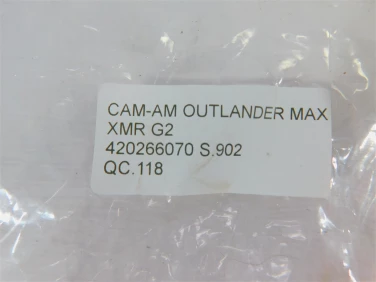 CAM-AM OUTLANDER MAX
XMR G2
420266070 S.902
QC.118